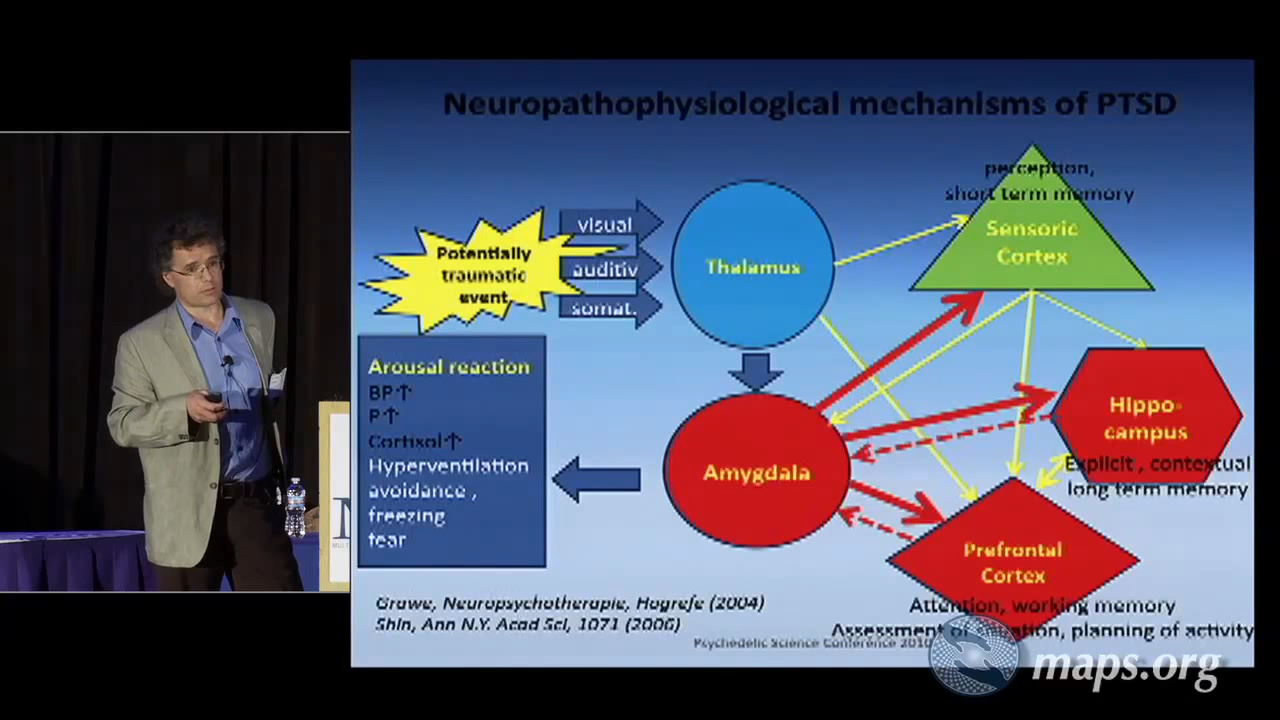 Neuropathophysiological mechanisms of PTSD
perception,
short term memory
Sensoric
Cortex
visual
auditiv
somat.
Potentially
traumatic
event
Thalamus
Arousal reaction
BP↑
P↑
Cortisol↑
Hyperventilation
avoidance ,
freezing
fear
Amygdala
Hippo-
campus
Explicit , contextual
long term memory
Prefrontal
Cortex
Attention, working memory
Assessment of situation, planning of activity
Grawe, Neuropsychotherapie, Hogrefe (2004)
Shin, Ann N.Y. Acad Sci, 1071 (2006)
Psychedelic Science Conference 2010
maps.org